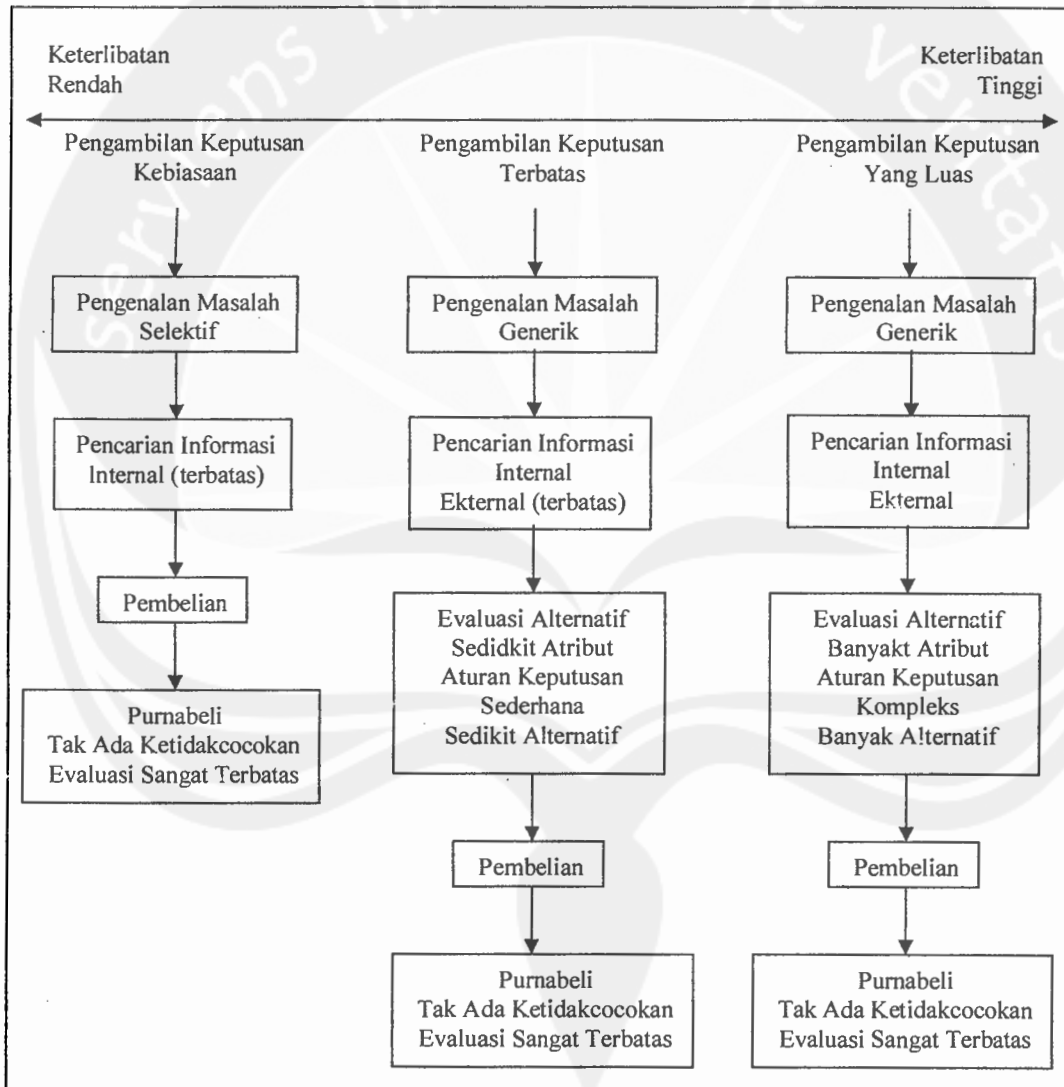 Keterlibatan
Rendah
Keterlibatan
Tinggi
Pengambilan Keputusan
Kebiasaan
Pengambilan Keputusan
Terbatas
Pengambilan Keputusan
Yang Luas
Pengenalan Masalah
Selektif
Pengenalan Masalah
Generik
Pengenalan Masalah
Generik
Pencarian Informasi
Internal (terbatas)
Pencarian Informasi
Internal
Ekternal (terbatas)
Pencarian Informasi
Internal
Ekternal
Pembelian
Evaluasi Alternatif
Sedidkit Atribut
Aturan Keputusan
Sederhana
Sedikit Alternatif
Evaluasi Alternatif
Banyakt Atribut
Aturan Keputusan
Kompleks
Banyak Alternatif
Purnabeli
Tak Ada Ketidakcocokan
Evaluasi Sangat Terbatas
Pembelian
Pembelian
Purnabeli
Tak Ada Ketidakcocokan
Evaluasi Sangat Terbatas
Purnabeli
Tak Ada Ketidakcocokan
Evaluasi Sangat Terbatas
serviens in veritatis